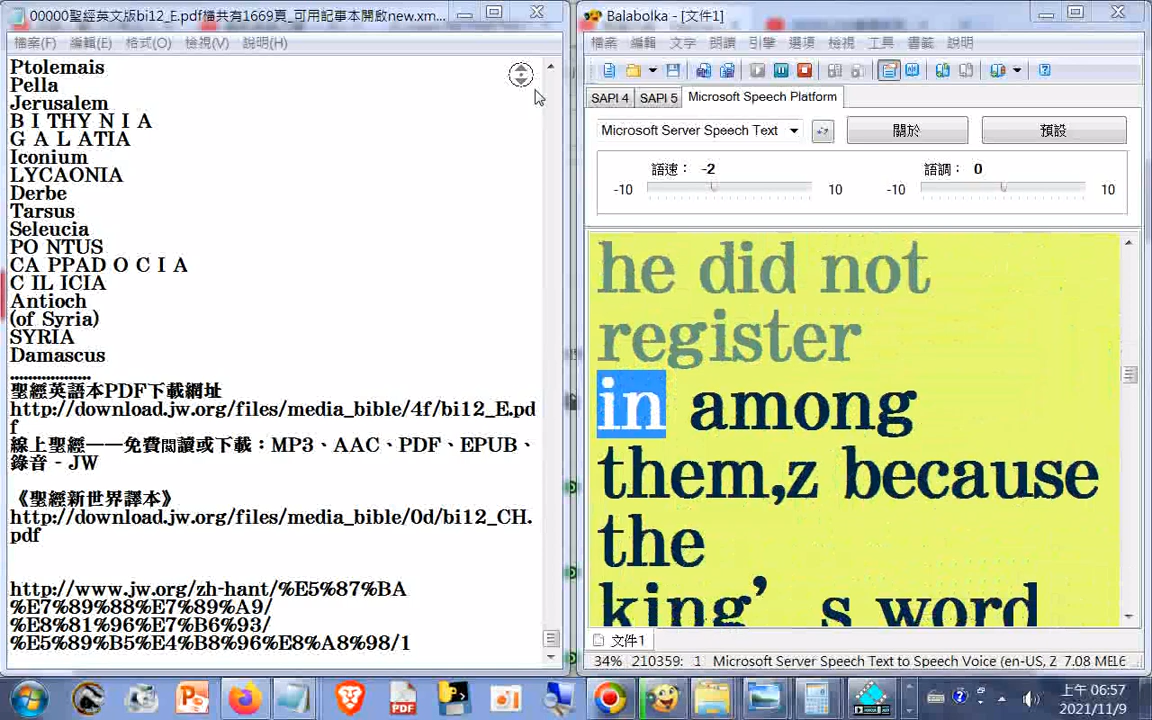 00000聖經英文版bi12_E.pdf檔共有1669頁_可用記事本開啟new.xm...
檔案(F) 編輯(E) 格式(O) 檢視(V) 說明(H)
Ptolemais
Pella
Jerusalem
B I THY N I A
G A L ATIA
Iconium
LYCAONIA
Derbe
Tarsus
Seleucia
PO NTUS
CA PPAD O C I A
C IL ICIA
Antioch
(of Syria)
SYRIA
Damascus
..................
聖經英語本PDF下載網址
http://download.jw.org/files/media_bible/4f/bi12_E.pd
f
線上聖經——免費閱讀或下載：MP3、AAC、PDF、EPUB、
錄音 - JW
《聖經新世界譯本》
http://download.jw.org/files/media_bible/0d/bi12_CH.
pdf
http://www.jw.org/zh-hant/%E5%87%BA
%E7%89%88%E7%89%A9/
%E8%81%96%E7%B6%93/
%E5%89%B5%E4%B8%96%E8%A8%98/1
Balabolka - [文件1]
檔案 編輯 文字 朗讀 引擎 選項 檢視 工具 書籤 說明
SAPI 4 SAPI 5 Microsoft Speech Platform
Microsoft Server Speech Text 關於 預設
語速： -2 語調： 0
-10 10 -10 10
he did not
register
in among
them,z because
the
king’s word
文件1
34% 210359: 1 Microsoft Server Speech Text to Speech Voice (en-US, Z 7.08 МЕL6
PDF
上午 06:57
2021/11/9